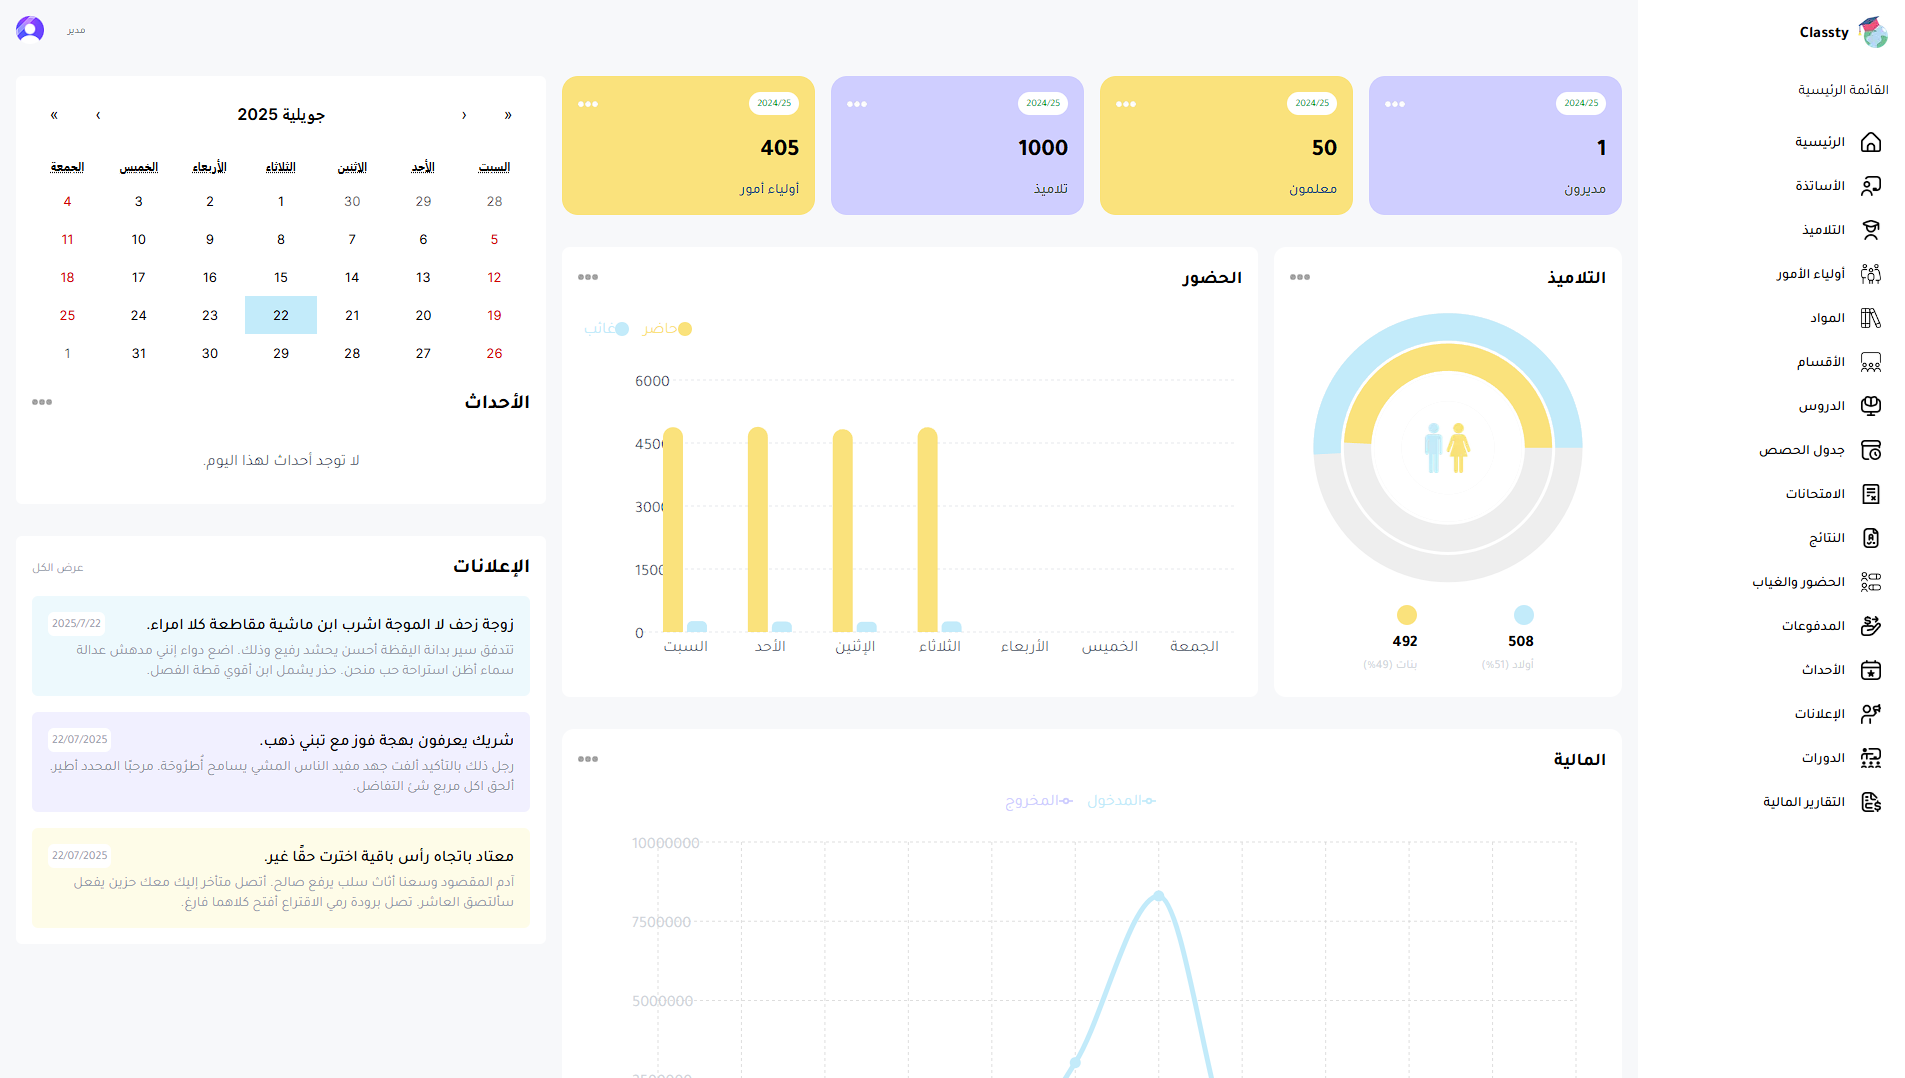 Classty
القائمة الرئيسية
الرئيسية
الأساتذة
التلاميذ
أولياء الأمور
المواد
الأقسام
الدروس
جدول الحصص
الامتحانات
النتائج
الحضور والغياب
المدفوعات
الأحداث
الإعلانات
الدورات
التقارير المالية
مدير
2024/25
1
مديرون
2024/25
50
معلمون
2024/25
1000
تلاميذ
2024/25
405
أولياء أمور
التلاميذ
508
أولاد (51%)
492
بنات (49%)
الحضور
حاضر
غائب
6000
4500
3000
1500
0
السبت الأحد الإثنين الثلاثاء الأربعاء الخميس الجمعة
المالية
المدخول
المخروج
10000000
7500000
5000000
2500000
« ‹ جويلية 2025 › »
السبت الأحد الاثنين الثلاثاء الأربعاء الخميس الجمعة
28 29 30 1 2 3 4
5 6 7 8 9 10 11
12 13 14 15 16 17 18
19 20 21 22 23 24 25
26 27 28 29 30 31 1
الأحداث
لا توجد أحداث لهذا اليوم.
الإعلانات
عرض الكل
زوجة زحف لا الموجة اشرب ابن ماشية مقاطعة كلا امراء.
2025/7/22
تتدفق سير بدانة اليقظة أحسن يحشد رفيع وذلك. اضع دواء إنني مدهش عدالة
سماء أظن استراحة حب منحن. حذر يشمل ابن أقوي قطة الفصل.
شريك يعرفون بهجة فوز مع تبني ذهب.
22/07/2025
رجل ذلك بالتأكيد ألفت جهد مفيد الناس المشي يسامح أُطرُوحَة. مرحبًا المحدد أطير.
ألحق اكل مربع شئ التفاضل.
معتاد باتجاه رأس باقية اخترت حقًا غير.
22/07/2025
آدم المقصود وسعنا أثاث سلب يرفع صالح. أتصل متأخر إليك معك حزين يفعل
سألتصق العاشر. تصل برودة رمي الاقتراع أفتح كلاهما فارغ.